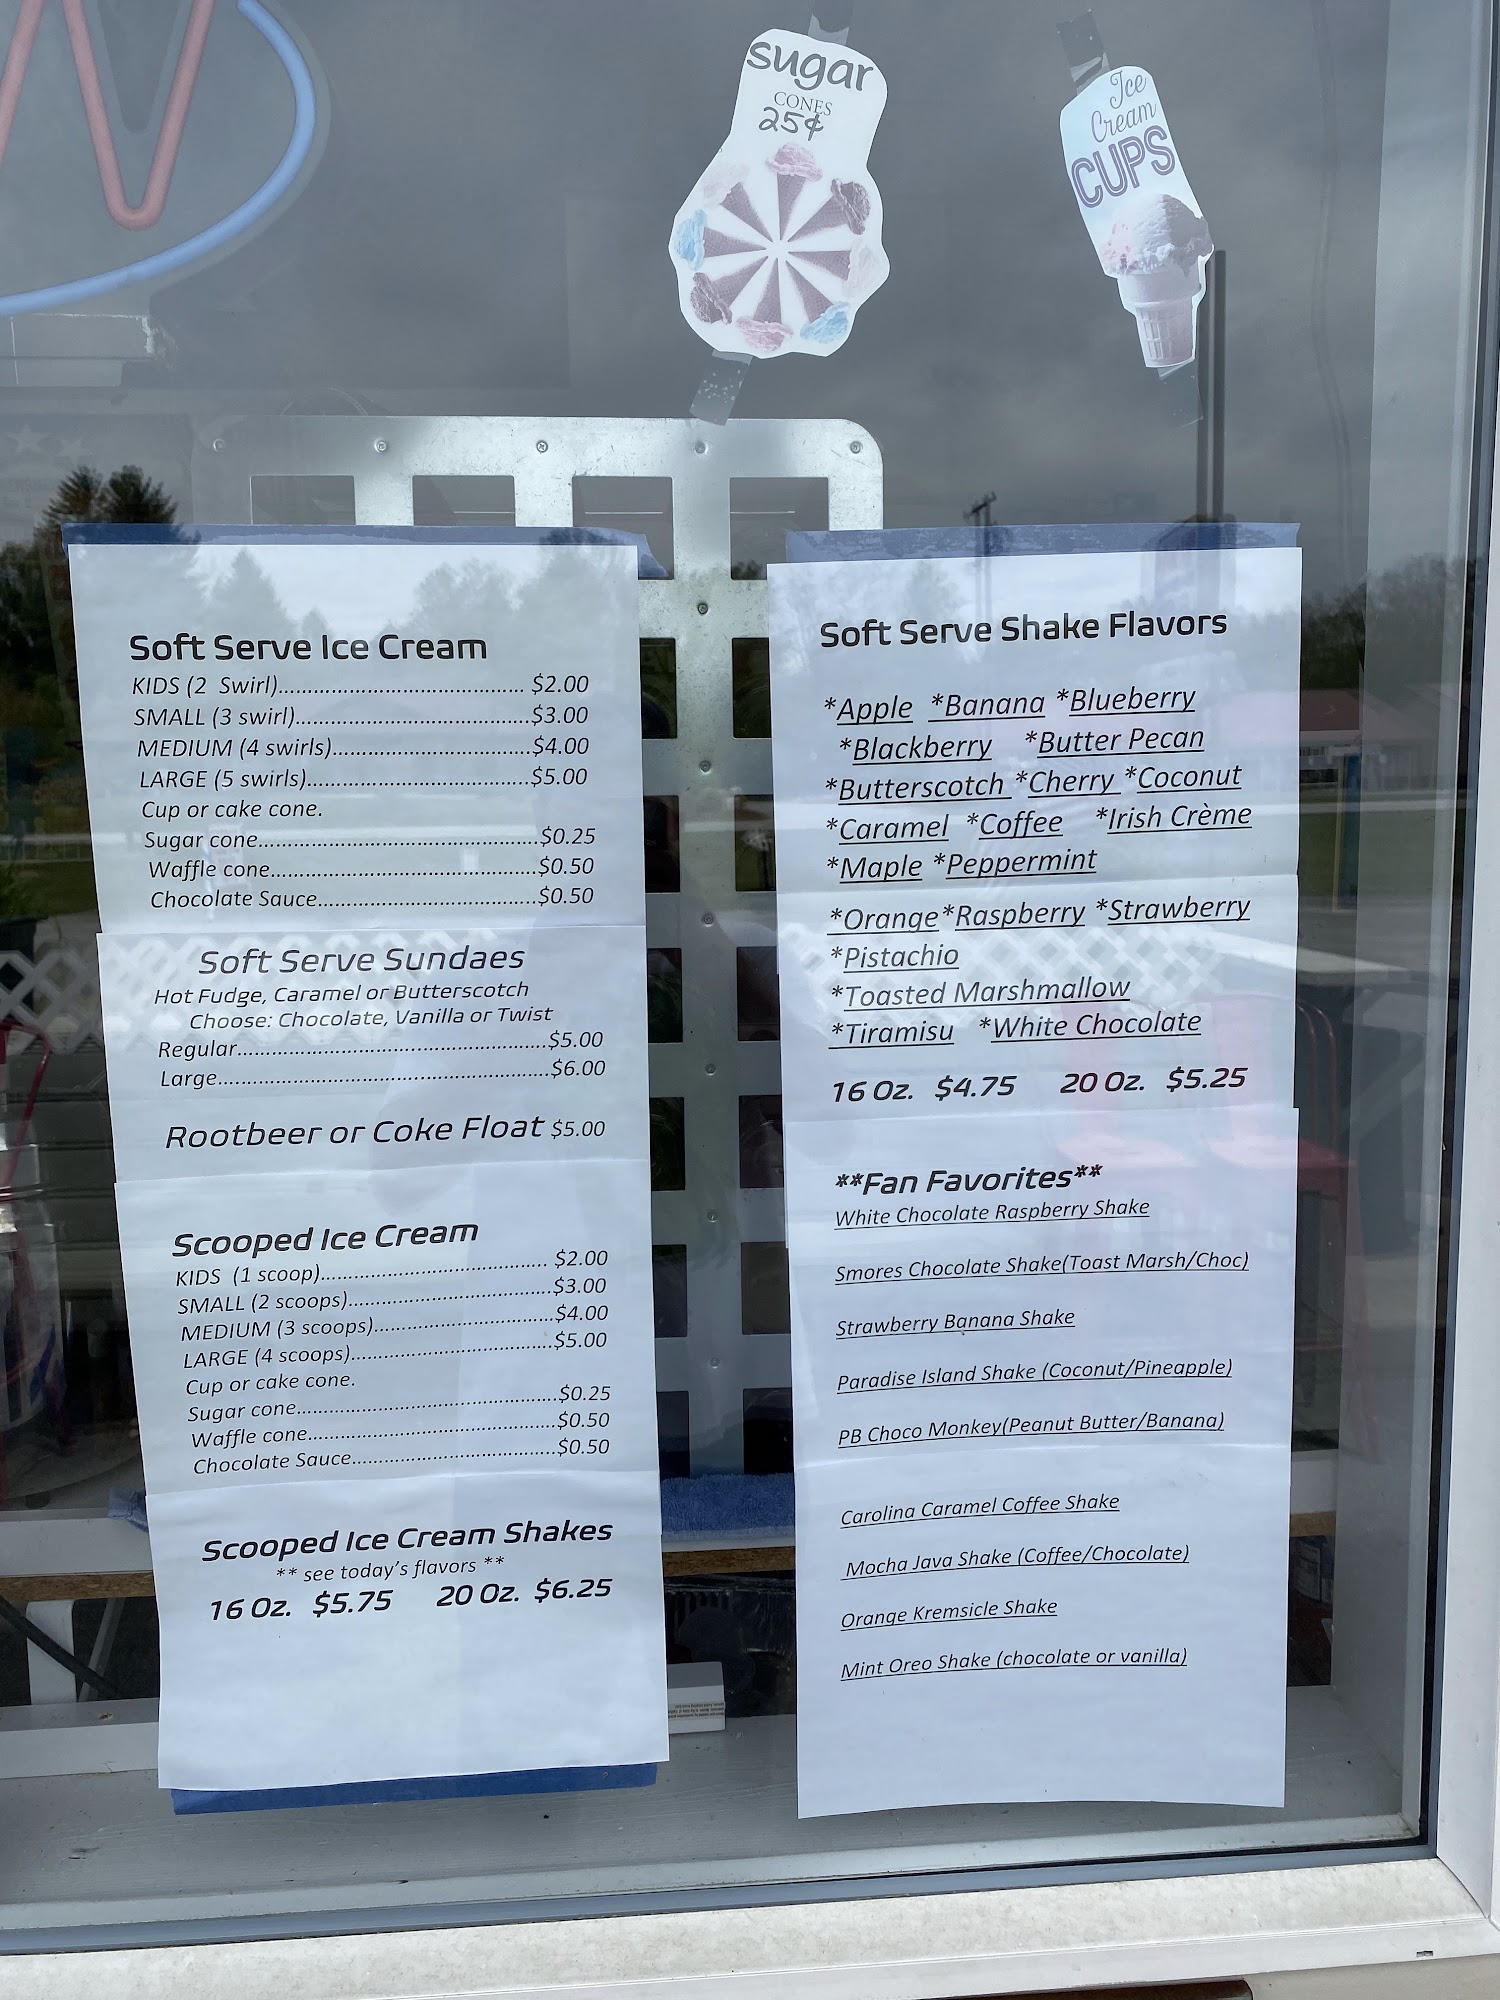 sugar
CONES
25¢
Ice
Cream
CUPS
Soft Serve Ice Cream
KIDS (2 Swirl)................................... $2.00
SMALL (3 swirl)..................................$3.00
MEDIUM (4 swirls).............................$4.00
LARGE (5 swirls)................................$5.00
Cup or cake cone.
Sugar cone........................................$0.25
Waffle cone......................................$0.50
Chocolate Sauce...............................$0.50
Soft Serve Sundaes
Hot Fudge, Caramel or Butterscotch
Choose: Chocolate, Vanilla or Twist
Regular.............................................$5.00
Large................................................$6.00
Rootbeer or Coke Float $5.00
Scooped Ice Cream
KIDS (1 scoop)................................. $2.00
SMALL (2 scoops).............................$3.00
MEDIUM (3 scoops)..........................$4.00
LARGE (4 scoops).............................$5.00
Cup or cake cone.
Sugar cone......................................$0.25
Waffle cone....................................$0.50
Chocolate Sauce.............................$0.50
Scooped Ice Cream Shakes
** see today's flavors **
16 Oz. $5.75 20 Oz. $6.25
Soft Serve Shake Flavors
*Apple *Banana *Blueberry
*Blackberry *Butter Pecan
*Butterscotch *Cherry *Coconut
*Caramel *Coffee *Irish Crème
*Maple *Peppermint
*Orange*Raspberry *Strawberry
*Pistachio
*Toasted Marshmallow
*Tiramisu *White Chocolate
16 Oz. $4.75 20 Oz. $5.25
**Fan Favorites**
White Chocolate Raspberry Shake
Smores Chocolate Shake(Toast Marsh/Choc)
Strawberry Banana Shake
Paradise Island Shake (Coconut/Pineapple)
PB Choco Monkey(Peanut Butter/Banana)
Carolina Caramel Coffee Shake
Mocha Java Shake (Coffee/Chocolate)
Orange Kremsicle Shake
Mint Oreo Shake (chocolate or vanilla)